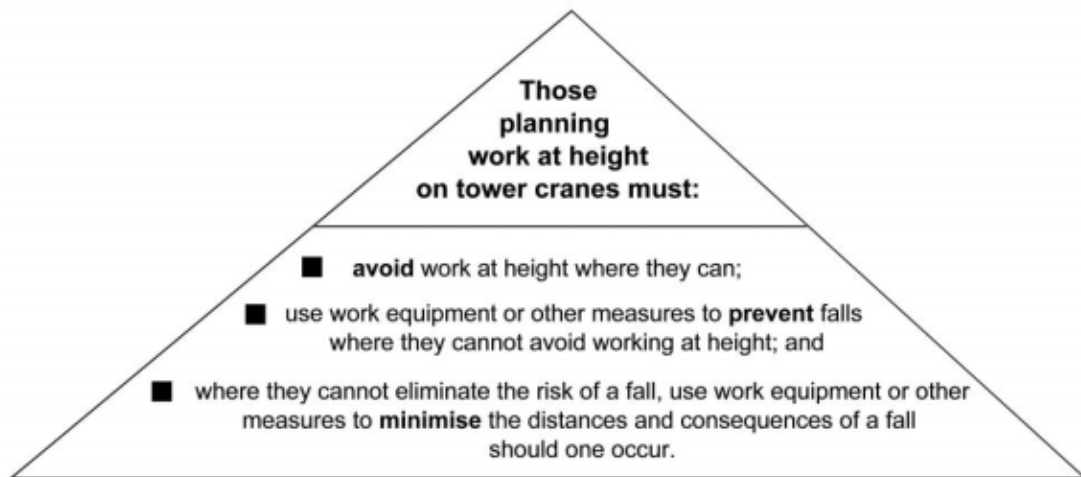 Those
planning
work at height
on tower cranes must:
■ avoid work at height where they can;
■ use work equipment or other measures to prevent falls
where they cannot avoid working at height; and
■ where they cannot eliminate the risk of a fall, use work equipment or other
measures to minimise the distances and consequences of a fall
should one occur.